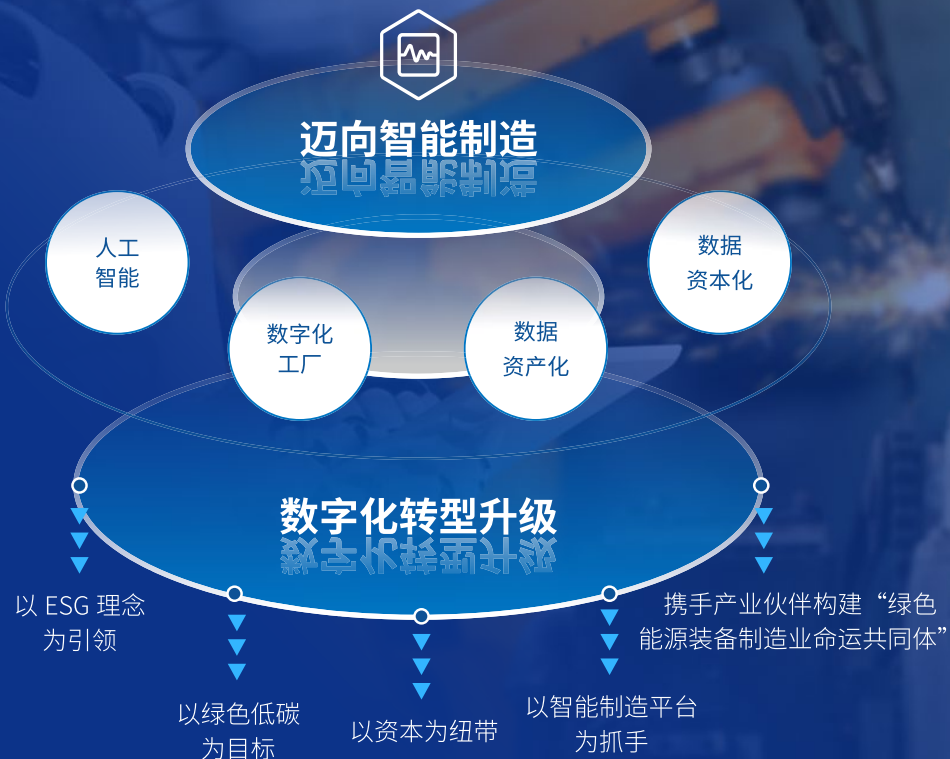 迈向智能制造
人工
智能
数据
资本化
数字化
工厂
数据
资产化
数字化转型升级
以 ESG 理念
为引领
以绿色低碳
为目标
以资本为纽带
以智能制造平台
为抓手
携手产业伙伴构建“绿色
能源装备制造业命运共同体”